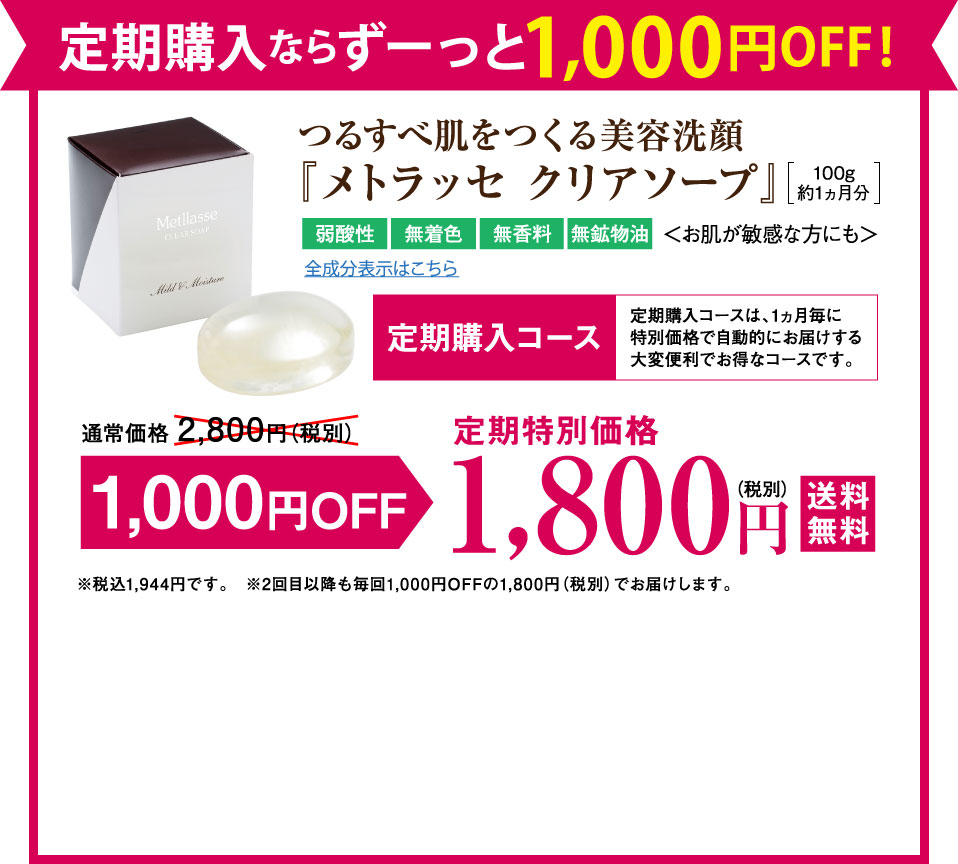 定期購入ならずーっと1,000円OFF!
つるすべ肌をつくる美容洗顔
『メトラッセ クリアソープ』
100g
約1ヵ月分
弱酸性 無着色 無香料 無鉱物油 <お肌が敏感な方にも>
全成分表示はこちら
Metllasse
CLEAR SOAP
Mild & Moisture
定期購入コース
定期購入コースは、1ヵ月毎に
特別価格で自動的にお届けする
大変便利でお得なコースです。
通常価格 2,800円(税別)
1,000円OFF
定期特別価格
1,800円(税別)
送料
無料
※税込1,944円です。 ※2回目以降も毎回1,000円OFFの1,800円(税別)でお届けします。